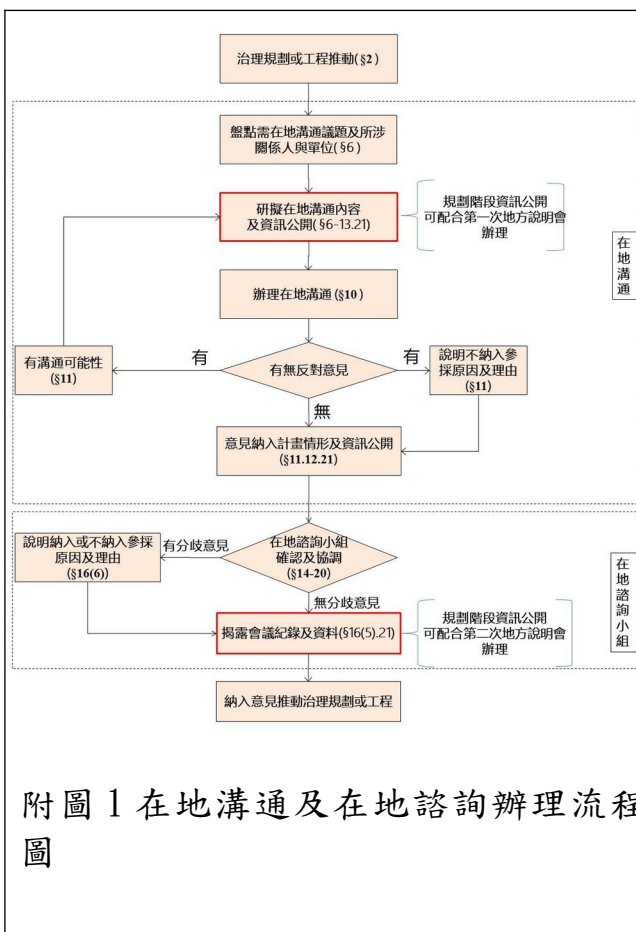 治理規劃或工程推動(§2)
盤點需在地溝通議題及所涉
關係人與單位(§6)
研擬在地溝通內容
及資訊公開(§6-13.21)
規劃階段資訊公開
可配合第一次地方說明會
辦理
在地溝通
辦理在地溝通(§10)
有溝通可能性
(§11)
有
有無反對意見
有
說明不納入參
採原因及理由
(§11)
無
意見納入計畫情形及資訊公開
(§11.12.21)
說明納入或不納入參採
原因及理由
(§16(6))
有分歧意見
在地諮詢小組
確認及協調
(§14-20)
在地諮詢小組
無分歧意見
揭露會議紀錄及資料(§16(5).21)
規劃階段資訊公開
可配合第二次地方說明會
辦理
納入意見推動治理規劃或工程
附圖1在地溝通及在地諮詢辦理流程
圖